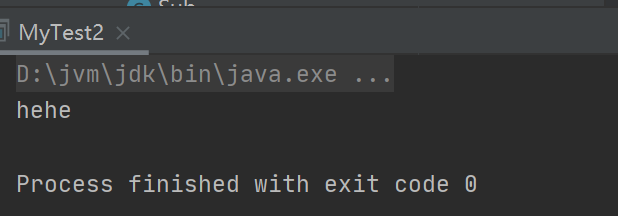 MyTest2
D:\jvm\jdk\bin\java.exe ...
hehe
Process finished with exit code 0